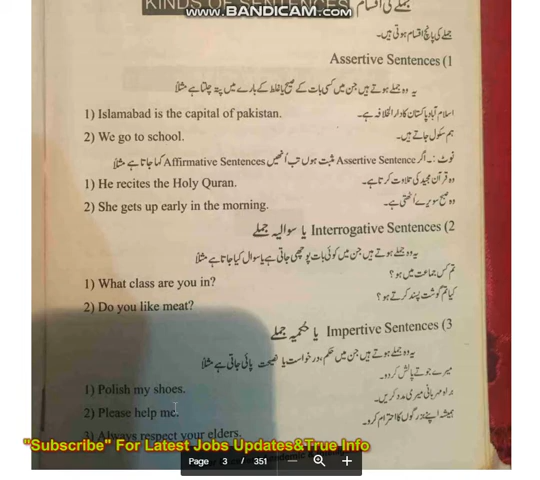 KINDS OF SENTENCES جملے کی اقسام
www.BANDICAM.com
جملے کی پانچ اقسام ہوتی ہیں۔
Assertive Sentences (1
یہ وہ جملے ہوتے ہیں جن میں کسی بات کے صحیح یا غلط کے بارے میں پتہ چلتا ہے مثلاً
1) Islamabad is the capital of pakistan. اسلام آباد پاکستان کا دارالخلافہ ہے۔
2) We go to school. ہم سکول جاتے ہیں۔
نوٹ:۔ اگر Assertive Sentence مثبت ہوں تب اُنھیں Affirmative Sentences کہا جاتا ہے مثلاً
1) He recites the Holy Quran. وہ قرآن مجید کی تلاوت کرتا ہے۔
2) She gets up early in the morning. وہ صبح سویرے اُٹھتی ہے۔
Interrogative Sentences (2 یا سوالیہ جملے
یہ وہ جملے ہوتے ہیں جن میں کوئی بات پوچھی جاتی ہے یا سوال کیا جاتا ہے مثلاً
1) What class are you in? تم کس جماعت میں ہو؟
2) Do you like meat? کیا تم گوشت پسند کرتے ہو؟
Impertive Sentences (3 یا حکمیہ جملے
یہ وہ جملے ہوتے ہیں جن میں حکم، درخواست یا نصیحت پائی جاتی ہے مثلاً
1) Polish my shoes. میرے جوتے پالش کر دو۔
2) Please help me. براہ مہربانی میری مدد کریں۔
3) Always respect your elders. ہمیشہ اپنے بزرگوں کا احترام کرو۔
"Subscribe" For Latest Jobs Updates&True Info
Page 3 / 351